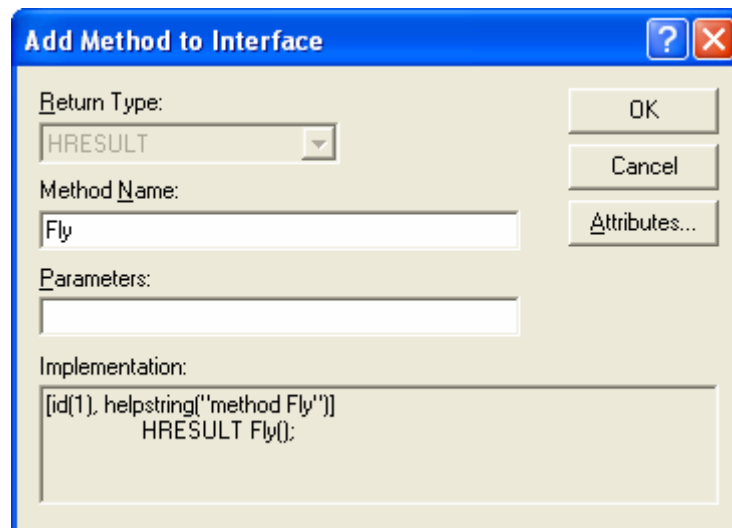 Add Method to Interface
Return Type:
HRESULT
OK
Cancel
Method Name:
Fly
Attributes...
Parameters:
Implementation:
[id(1), helpstring("method Fly")]
HRESULT Fly();